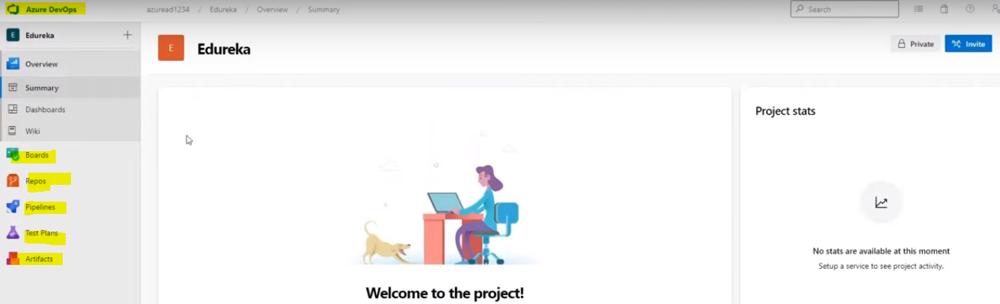 Azure DevOps
azuread1234 / Edureka / Overview / Summary
Search
E Edureka +
E Edureka
Private
Invite
Overview
Summary
Dashboards
Wiki
Boards
Repos
Pipelines
Test Plans
Artifacts
Welcome to the project!
Project stats
No stats are available at this moment
Setup a service to see project activity.